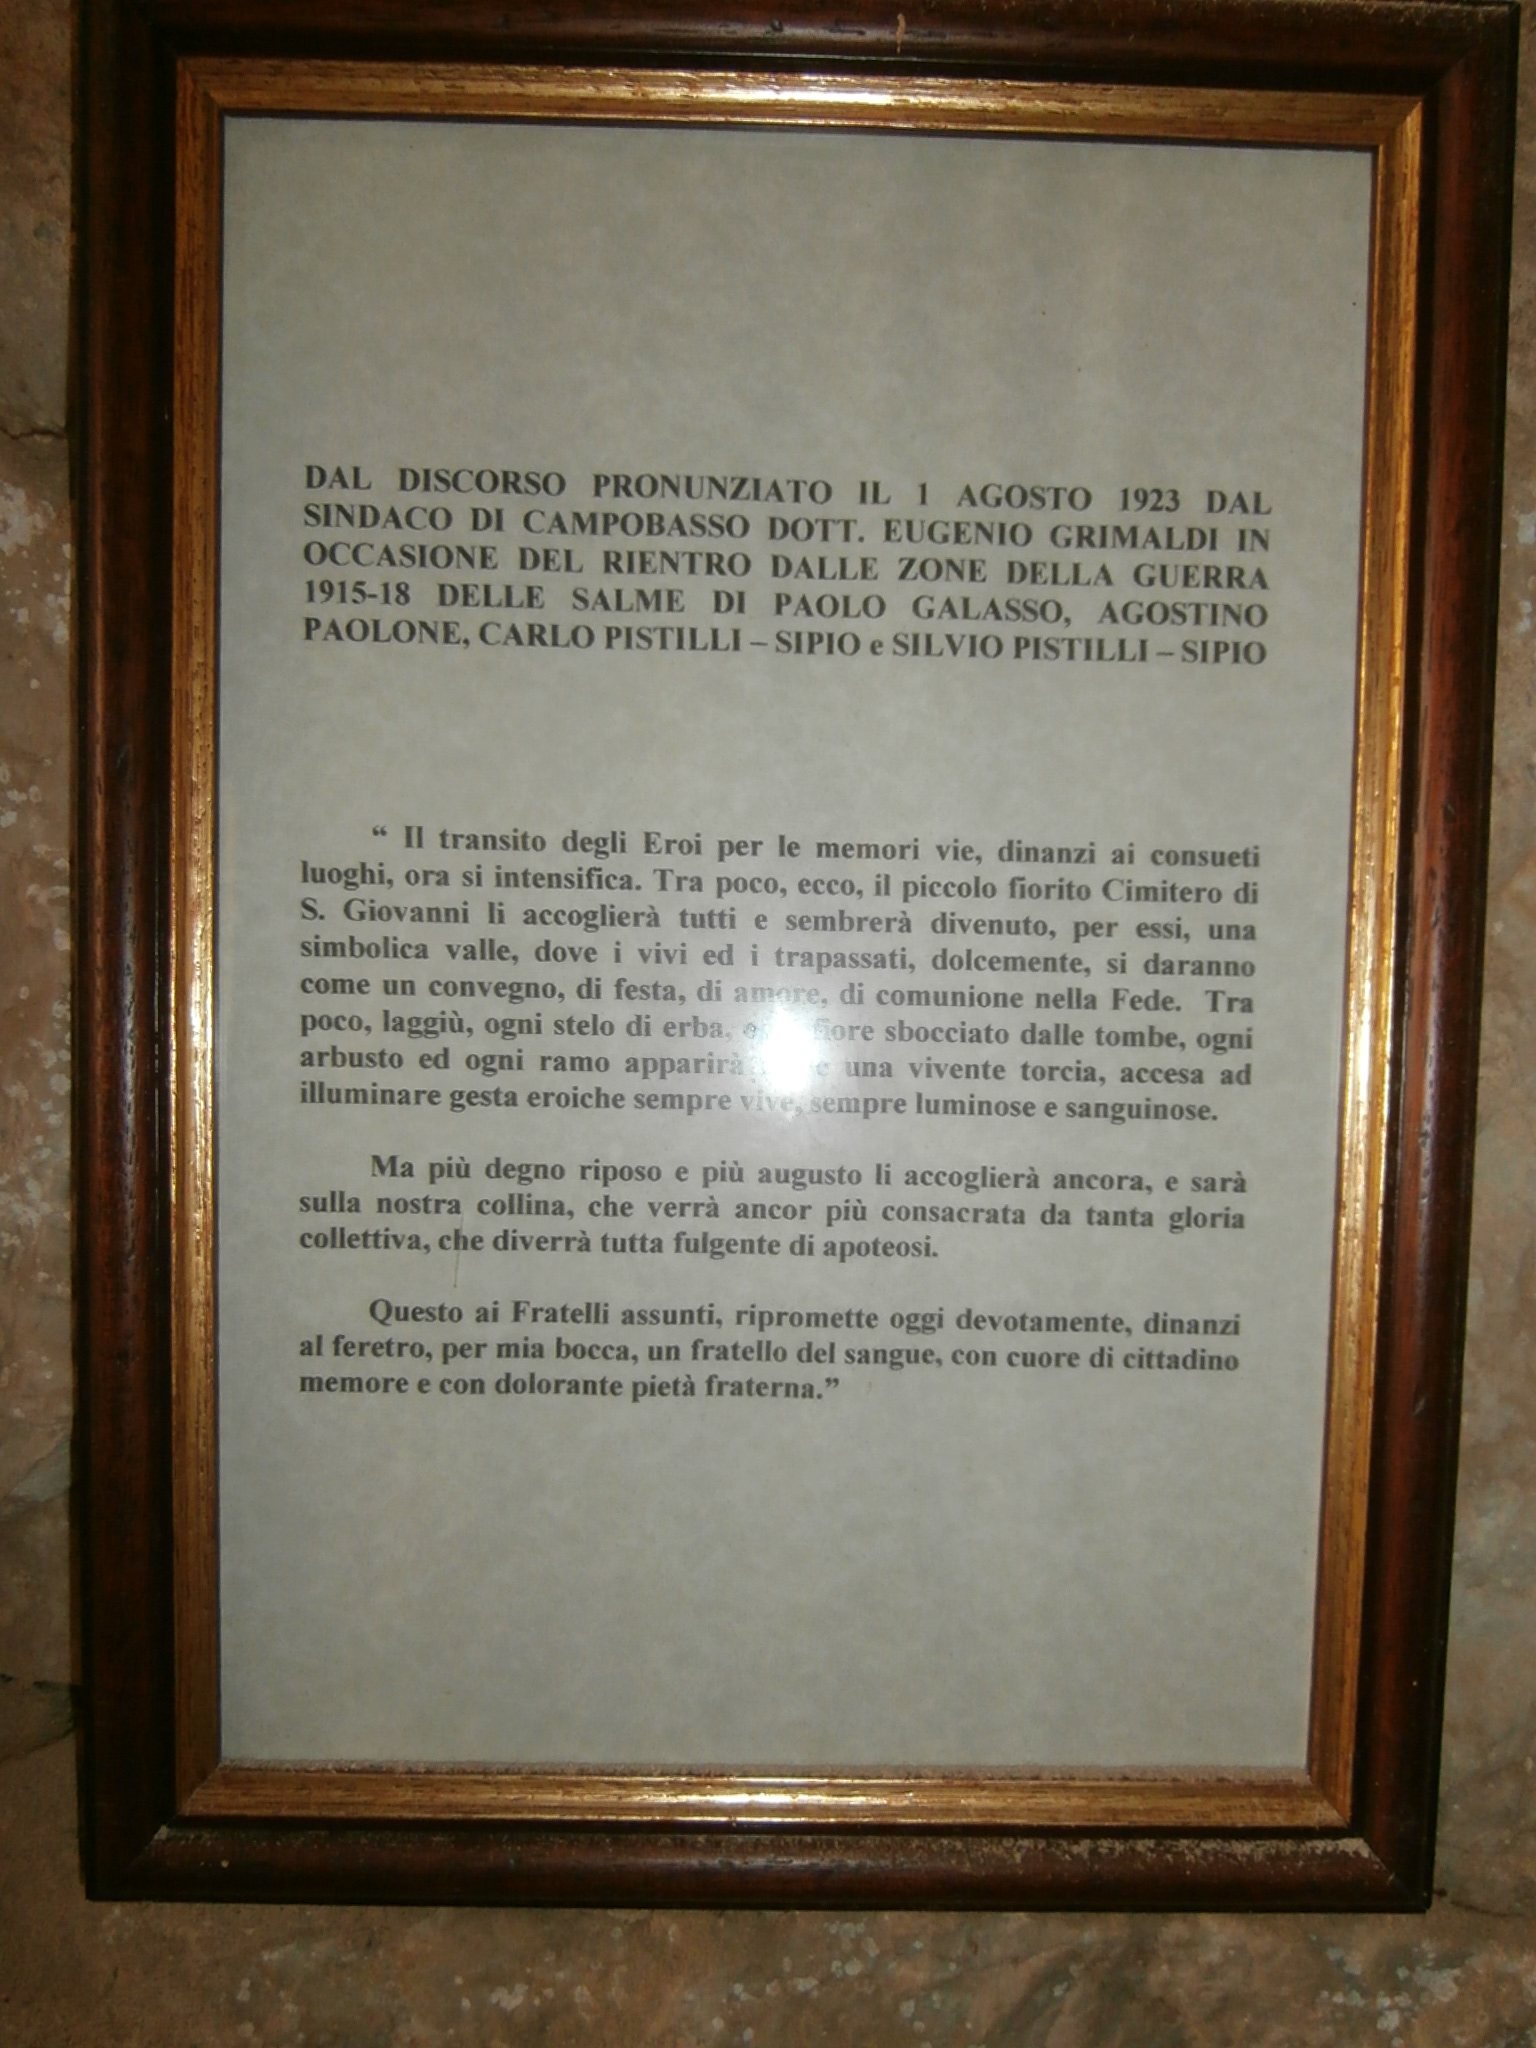 DAL DISCORSO PRONUNZIATO IL 1 AGOSTO 1923 DAL
SINDACO DI CAMPOBASSO DOTT. EUGENIO GRIMALDI IN
OCCASIONE DEL RIENTRO DALLE ZONE DELLA GUERRA
1915-18 DELLE SALME DI PAOLO GALASSO, AGOSTINO
PAOLONE, CARLO PISTILLI – SIPIO e SILVIO PISTILLI – SIPIO
“ Il transito degli Eroi per le memori vie, dinanzi ai consueti
luoghi, ora si intensifica. Tra poco, ecco, il piccolo fiorito Cimitero di
S. Giovanni li accoglierà tutti e sembrerà divenuto, per essi, una
simbolica valle, dove i vivi ed i trapassati, dolcemente, si daranno
come un convegno, di festa, di amore, di comunione nella Fede. Tra
poco, laggiù, ogni stelo di erba, fiore sbocciato dalle tombe, ogni
arbusto ed ogni ramo apparirà una vivente torcia, accesa ad
illuminare gesta eroiche sempre vive, sempre luminose e sanguinose.
Ma più degno riposo e più augusto li accoglierà ancora, e sarà
sulla nostra collina, che verrà ancor più consacrata da tanta gloria
collettiva, che diverrà tutta fulgente di apoteosi.
Questo ai Fratelli assunti, ripromette oggi devotamente, dinanzi
al feretro, per mia bocca, un fratello del sangue, con cuore di cittadino
memore e con dolorante pietà fraterna.”